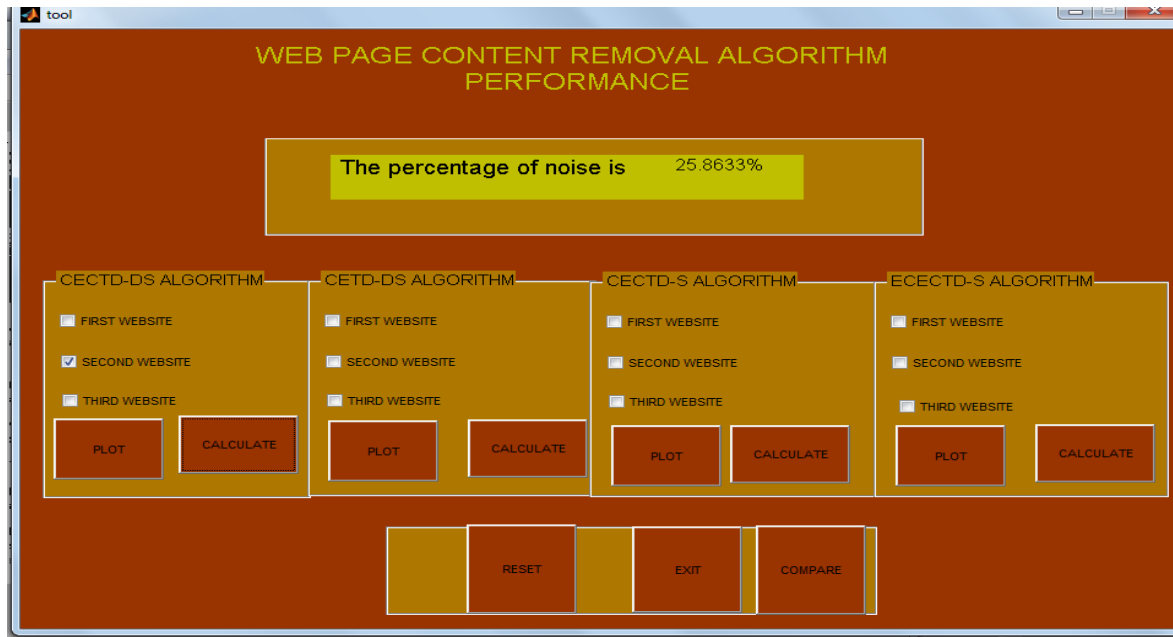 tool
WEB PAGE CONTENT REMOVAL ALGORITHM
PERFORMANCE
The percentage of noise is 25.8633%
CECTD-DS ALGORITHM
FIRST WEBSITE
SECOND WEBSITE
THIRD WEBSITE
PLOT
CALCULATE
CETD-DS ALGORITHM
FIRST WEBSITE
SECOND WEBSITE
THIRD WEBSITE
PLOT
CALCULATE
CECTD-S ALGORITHM
FIRST WEBSITE
SECOND WEBSITE
THIRD WEBSITE
PLOT
CALCULATE
ECECTD-S ALGORITHM
FIRST WEBSITE
SECOND WEBSITE
THIRD WEBSITE
PLOT
CALCULATE
RESET
EXIT
COMPARE